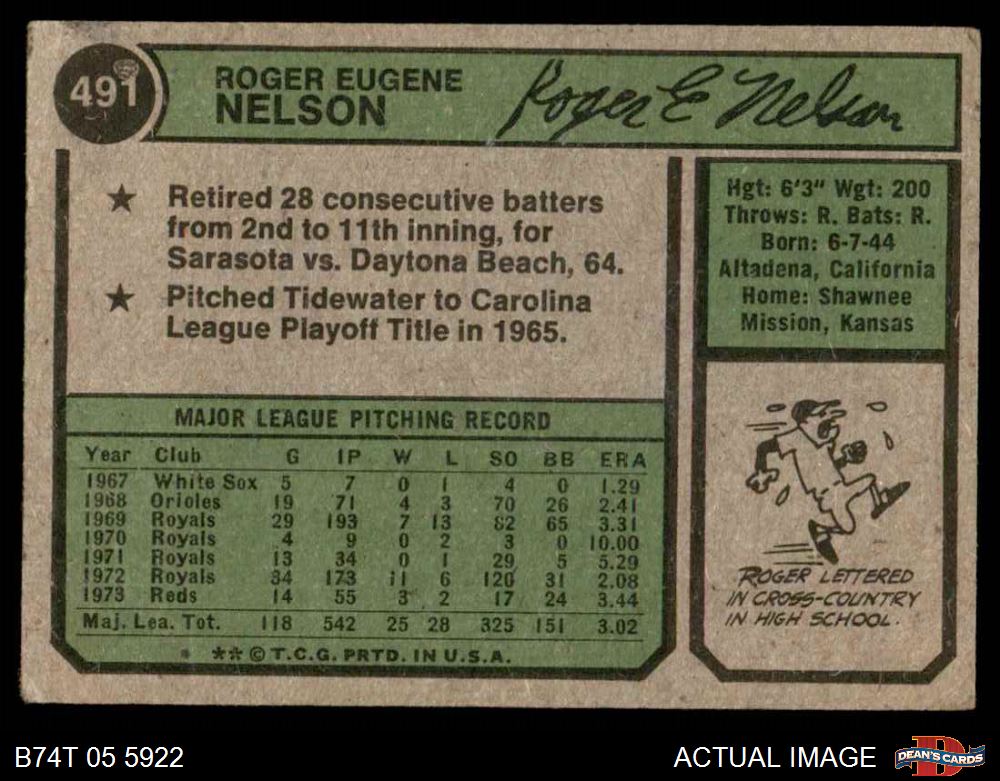 491
ROGER EUGENE
NELSON
Roger E Nelson
★ Retired 28 consecutive batters
from 2nd to 11th inning, for
Sarasota vs. Daytona Beach, 64.
★ Pitched Tidewater to Carolina
League Playoff Title in 1965.
Hgt: 6'3" Wgt: 200
Throws: R. Bats: R.
Born: 6-7-44
Altadena, California
Home: Shawnee
Mission, Kansas
MAJOR LEAGUE PITCHING RECORD
Year Club G IP W L SO BB ERA
1967 White Sox 5 7 0 1 4 0 1.29
1968 Orioles 19 71 4 3 70 26 2.41
1969 Royals 29 193 7 13 82 65 3.31
1970 Royals 4 9 0 2 3 0 10.00
1971 Royals 13 34 0 1 29 5 5.29
1972 Royals 34 173 11 6 120 31 2.08
1973 Reds 14 55 3 2 17 24 3.44
Maj. Lea. Tot. 118 542 25 28 325 151 3.02
** © T.C.G. PRTD. IN U.S.A.
ROGER LETTERED
IN CROSS-COUNTRY
IN HIGH SCHOOL.
B74T 05 5922
ACTUAL IMAGE
D
DEAN'S CARDS